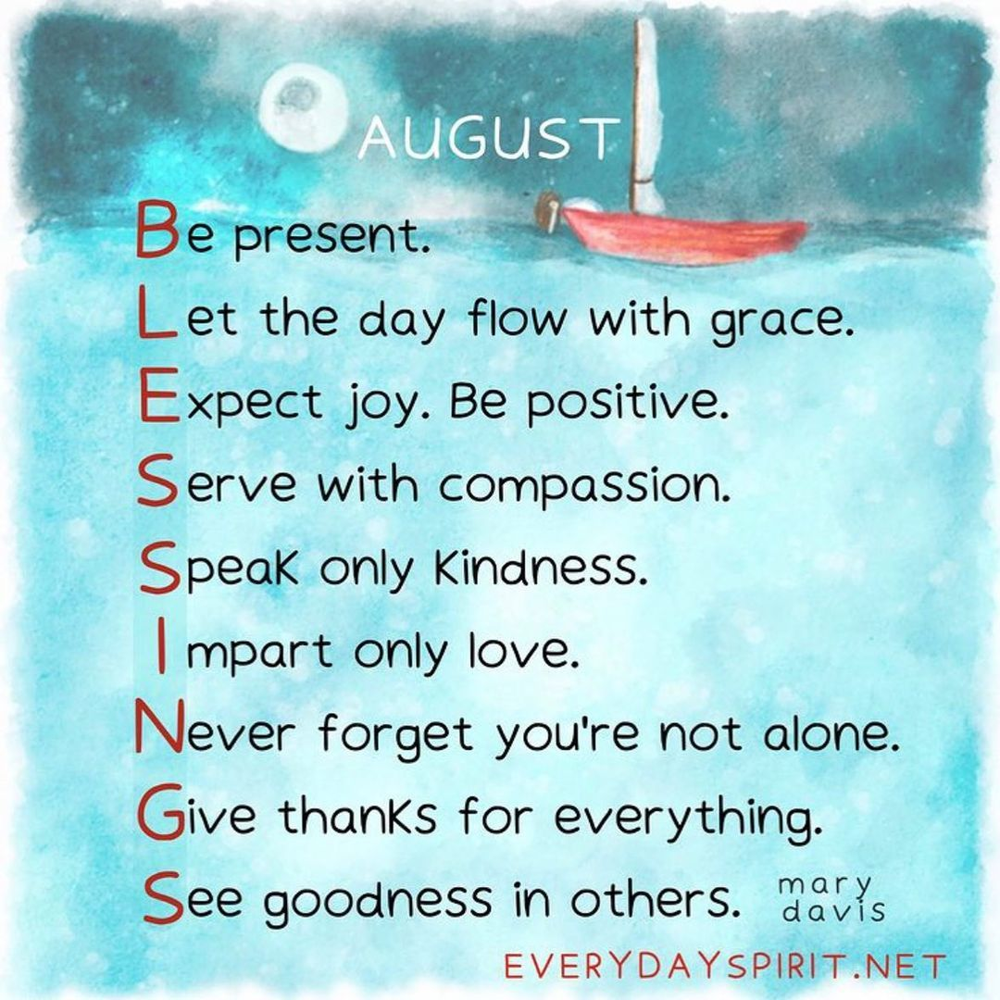 AUGUST
Be present.
Let the day flow with grace.
Expect joy. Be positive.
Serve with compassion.
Speak only kindness.
Impart only love.
Never forget you're not alone.
Give thanks for everything.
See goodness in others.
mary
davis
EVERYDAYSPIRIT.NET